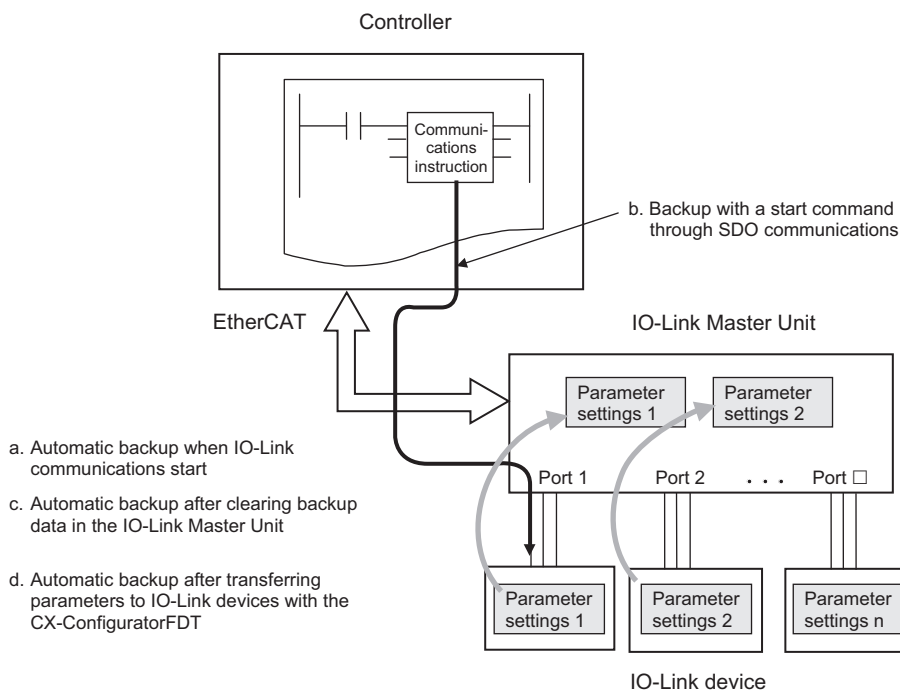 Controller
Communi-
cations
instruction
b. Backup with a start command
through SDO communications
EtherCAT
IO-Link Master Unit
Parameter
settings 1
Parameter
settings 2
a. Automatic backup when IO-Link
communications start
c. Automatic backup after clearing backup
data in the IO-Link Master Unit
d. Automatic backup after transferring
parameters to IO-Link devices with the
CX-ConfiguratorFDT
Port 1
Port 2
. . .
Port □
Parameter
settings 1
Parameter
settings 2
Parameter
settings n
IO-Link device